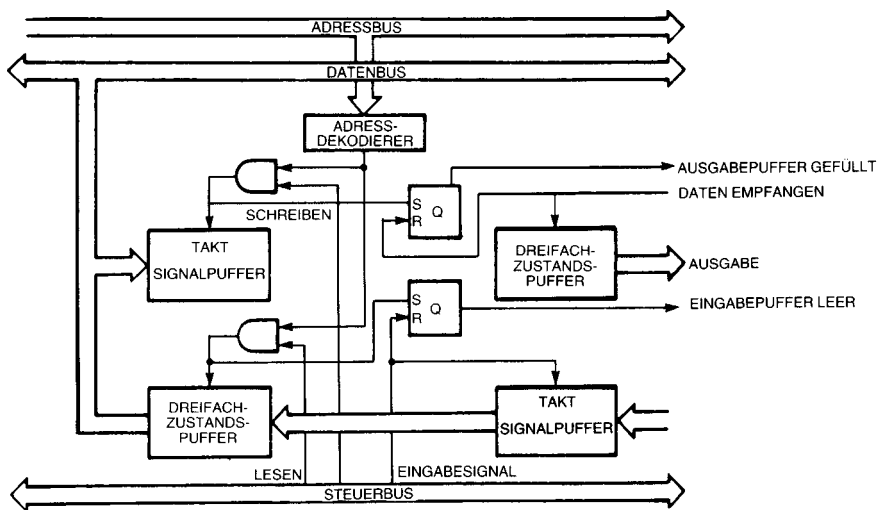 ADRESSBUS
DATENBUS
ADRESS-
DEKODIERER
AUSGABEPUFFER GEFÜLLT
DATEN EMPFANGEN
SCHREIBEN
S
Q
R
TAKT
SIGNALPUFFER
DREIFACH-
ZUSTANDS-
PUFFER
AUSGABE
S
Q
R
EINGABEPUFFER LEER
DREIFACH-
ZUSTANDS-
PUFFER
TAKT
SIGNALPUFFER
LESEN
EINGABESIGNAL
STEUERBUS